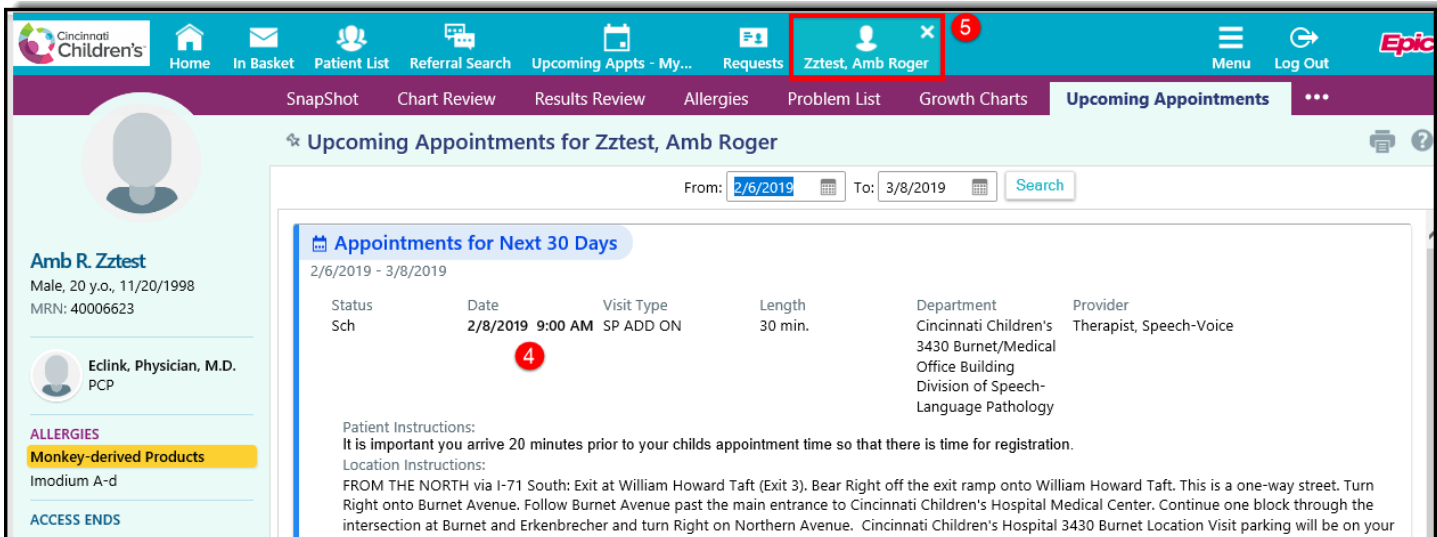 Cincinnati
Children's
Home In Basket Patient List Referral Search Upcoming Appts - My... Requests Zztest, Amb Roger 5 Menu Log Out Epic
SnapShot Chart Review Results Review Allergies Problem List Growth Charts Upcoming Appointments
Upcoming Appointments for Zztest, Amb Roger
From: 2/6/2019 To: 3/8/2019 Search
Appointments for Next 30 Days
2/6/2019 - 3/8/2019
Status Date Visit Type Length Department Provider
Sch 2/8/2019 9:00 AM SP ADD ON 30 min. Cincinnati Children's Therapist, Speech-Voice
3430 Burnet/Medical
Office Building
Division of Speech-
Language Pathology
4
Patient Instructions:
It is important you arrive 20 minutes prior to your childs appointment time so that there is time for registration.
Location Instructions:
FROM THE NORTH via I-71 South: Exit at William Howard Taft (Exit 3). Bear Right off the exit ramp onto William Howard Taft. This is a one-way street. Turn
Right onto Burnet Avenue. Follow Burnet Avenue past the main entrance to Cincinnati Children's Hospital Medical Center. Continue one block through the
intersection at Burnet and Erkenbrecher and turn Right on Northern Avenue. Cincinnati Children's Hospital 3430 Burnet Location Visit parking will be on your
Amb R. Zztest
Male, 20 y.o., 11/20/1998
MRN: 40006623
Eclink, Physician, M.D.
PCP
ALLERGIES
Monkey-derived Products
Imodium A-d
ACCESS ENDS